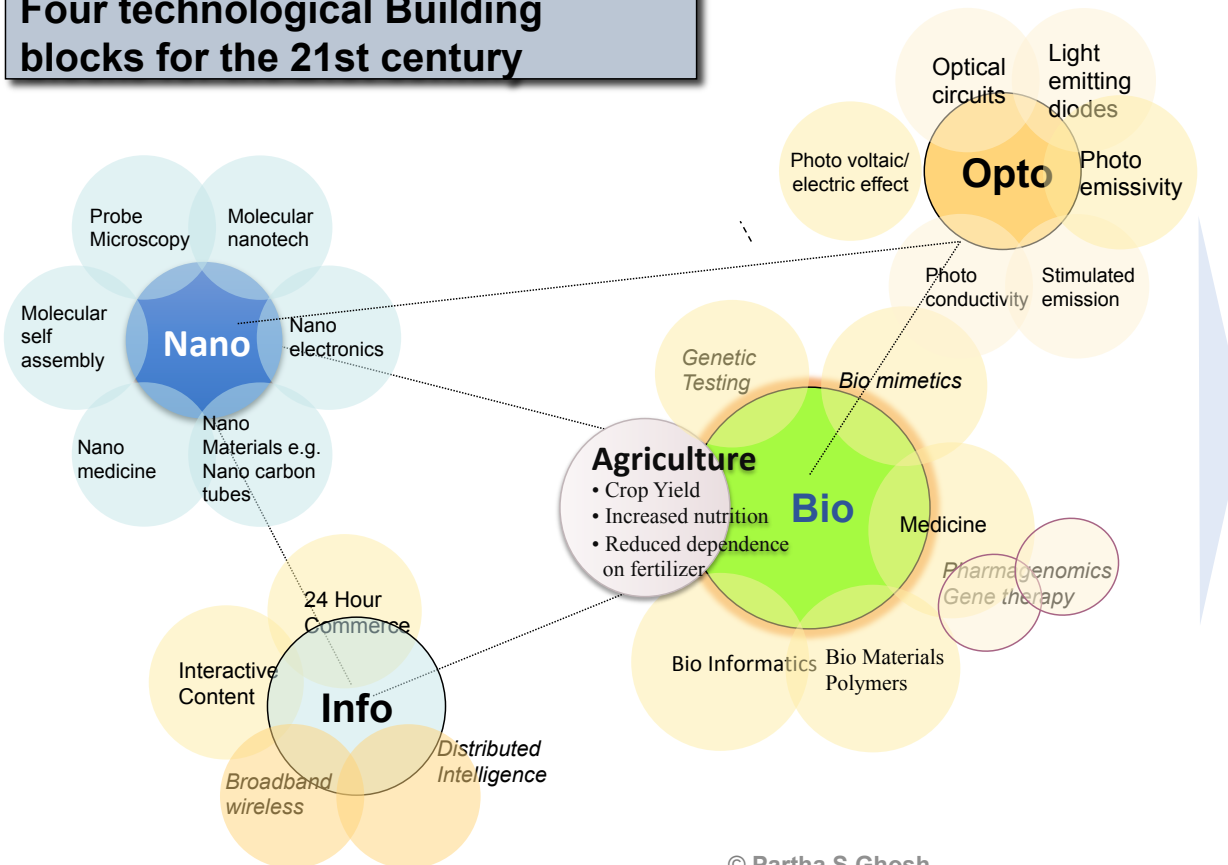 Four technological Building
blocks for the 21st century
Optical
circuits
Light
emitting
diodes
Photo voltaic/
electric effect
Opto
Photo
emissivity
Photo
conductivity
Stimulated
emission
Probe
Microscopy
Molecular
nanotech
Molecular
self
assembly
Nano
Nano
electronics
Nano
medicine
Nano
Materials e.g.
Nano carbon
tubes
Genetic
Testing
Bio mimetics
Agriculture
• Crop Yield
• Increased nutrition
• Reduced dependence
on fertilizer
Bio
Medicine
Pharmagenomics
Gene therapy
Bio Informatics
Bio Materials
Polymers
24 Hour
Commerce
Interactive
Content
Info
Distributed
Intelligence
Broadband
wireless
© Partha S Ghosh